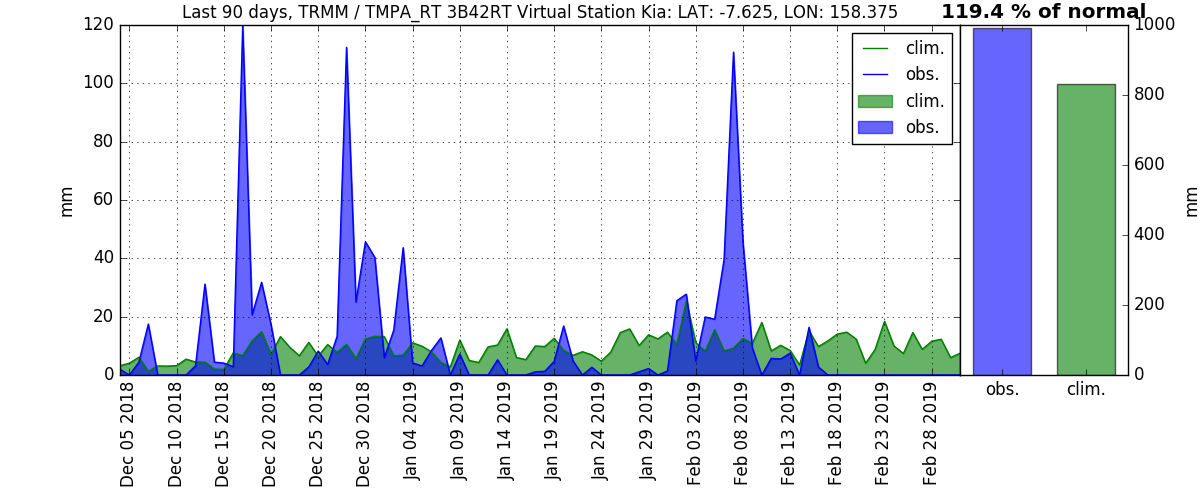 Last 90 days, TRMM / TMPA_RT 3B42RT Virtual Station Kia: LAT: -7.625, LON: 158.375
119.4 % of normal
120
100
80
60
40
20
0
mm
clim.
obs.
clim.
obs.
1000
800
600
400
200
0
mm
Dec 05 2018
Dec 10 2018
Dec 15 2018
Dec 20 2018
Dec 25 2018
Dec 30 2018
Jan 04 2019
Jan 09 2019
Jan 14 2019
Jan 19 2019
Jan 24 2019
Jan 29 2019
Feb 03 2019
Feb 08 2019
Feb 13 2019
Feb 18 2019
Feb 23 2019
Feb 28 2019
obs.
clim.